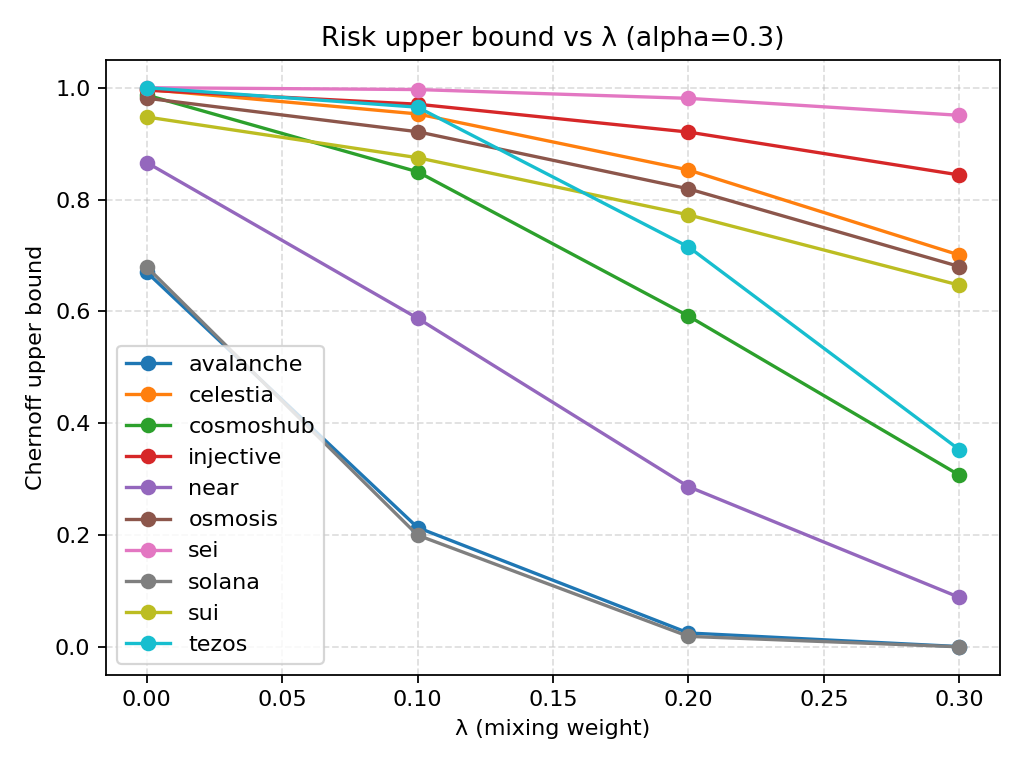 Risk upper bound vs λ (alpha=0.3)
Chernoff upper bound
1.0
0.8
0.6
0.4
0.2
0.0
avalanche
celestia
cosmoshub
injective
near
osmosis
sei
solana
sui
tezos
0.00 0.05 0.10 0.15 0.20 0.25 0.30
λ (mixing weight)